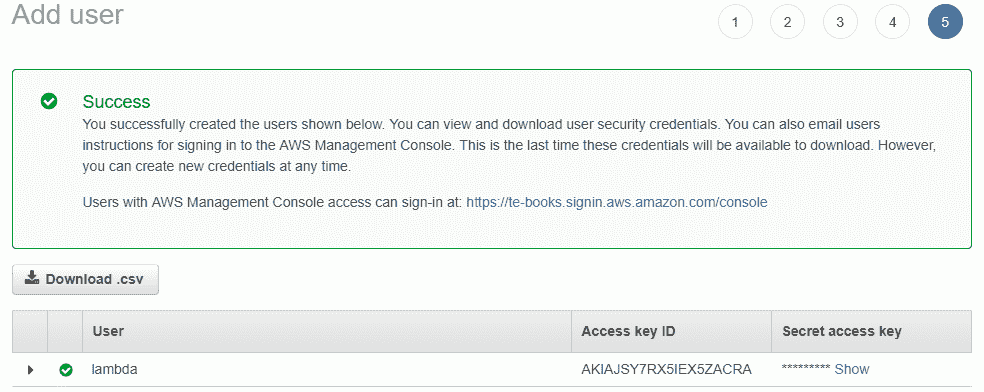 Add user
1 2 3 4 5
Success
You successfully created the users shown below. You can view and download user security credentials. You can also email users
instructions for signing in to the AWS Management Console. This is the last time these credentials will be available to download. However,
you can create new credentials at any time.
Users with AWS Management Console access can sign-in at: https://te-books.signin.aws.amazon.com/console
Download .csv
User Access key ID Secret access key
lambda AKIAJSY7RX5IEX5ZACRA ********* Show